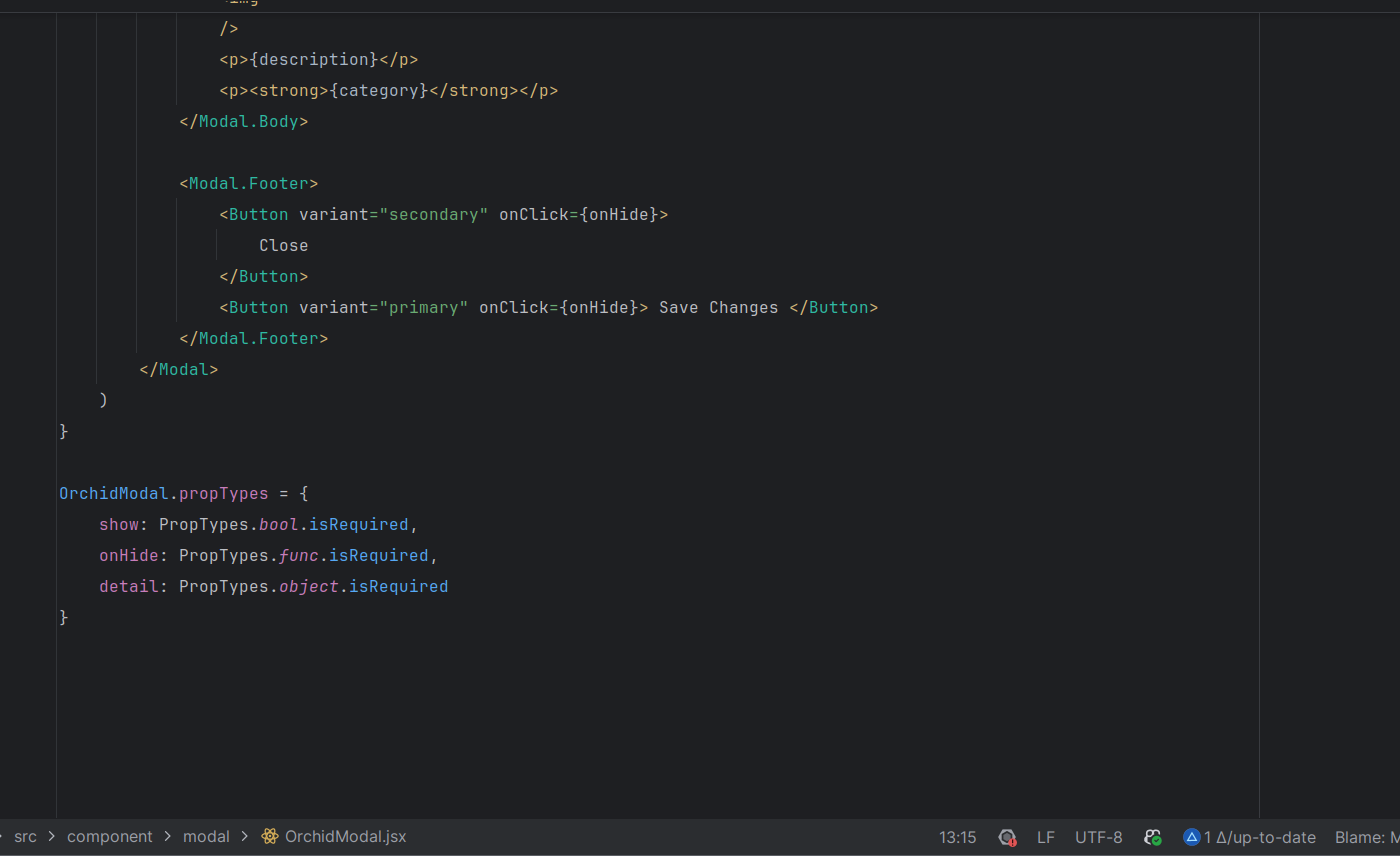 <img
/>
<p>{description}</p>
<p><strong>{category}</strong></p>
</Modal.Body>
<Modal.Footer>
<Button variant="secondary" onClick={onHide}>
Close
</Button>
<Button variant="primary" onClick={onHide}> Save Changes </Button>
</Modal.Footer>
</Modal>
)
}
OrchidModal.propTypes = {
show: PropTypes.bool.isRequired,
onHide: PropTypes.func.isRequired,
detail: PropTypes.object.isRequired
}
src > component > modal > OrchidModal.jsx 13:15 LF UTF-8 1 Δ/up-to-date Blame: M